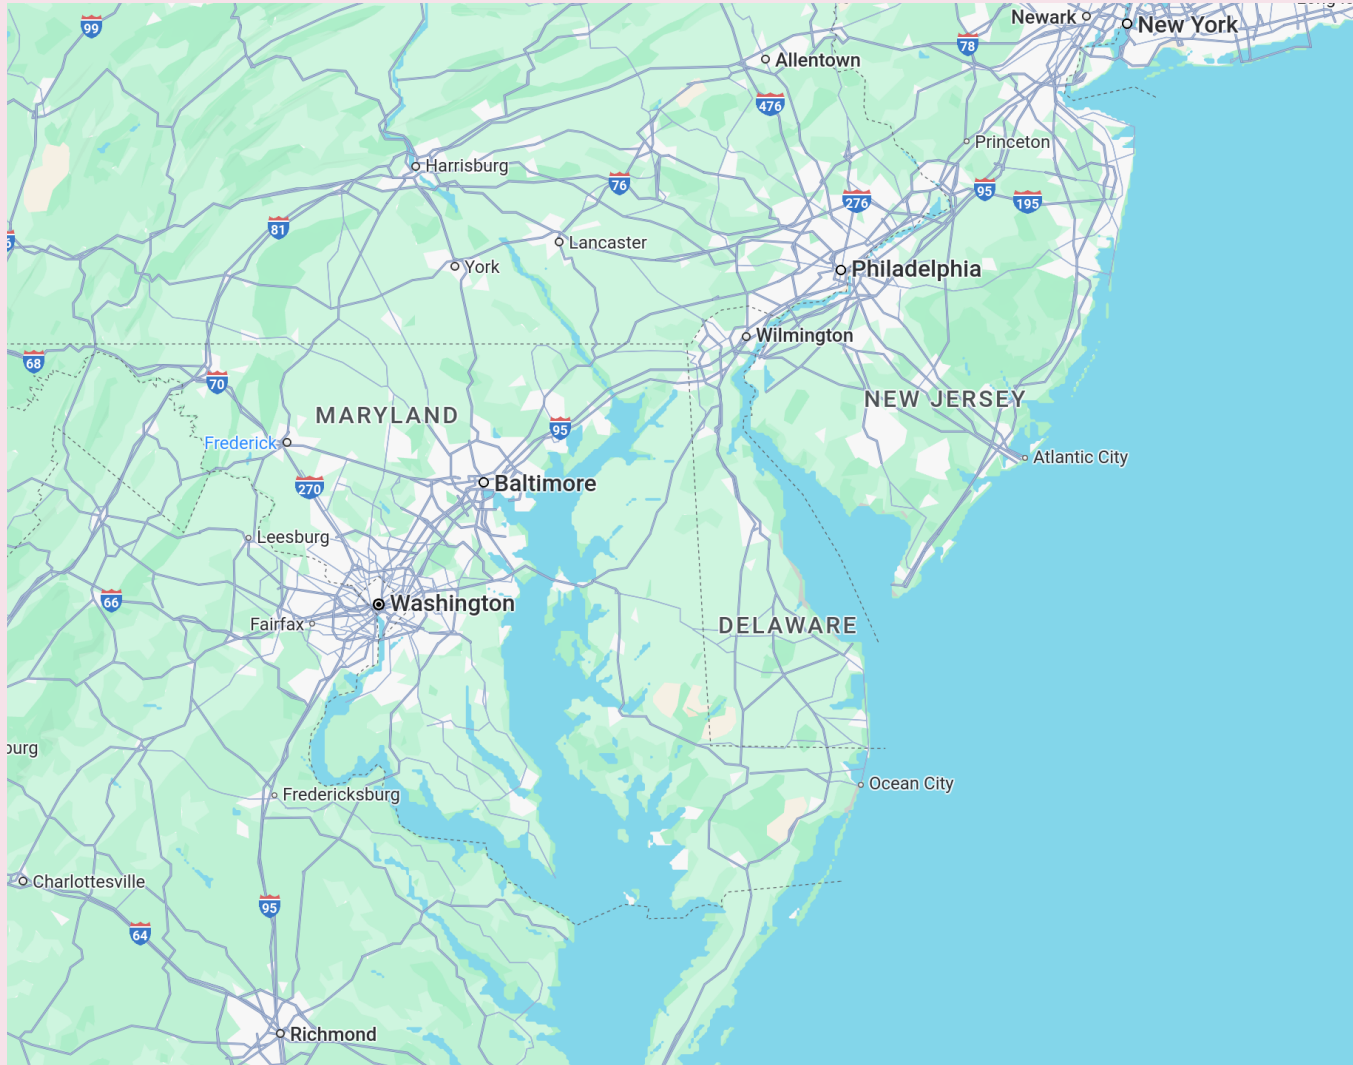 99
Newark
New York
78
Allentown
476
Princeton
Harrisburg
76
95
195
276
81
Lancaster
York
Philadelphia
Wilmington
68
70
MARYLAND
NEW JERSEY
95
Frederick
Atlantic City
270
Baltimore
Leesburg
66
Washington
Fairfax
DELAWARE
burg
Ocean City
Fredericksburg
Charlottesville
95
64
Richmond